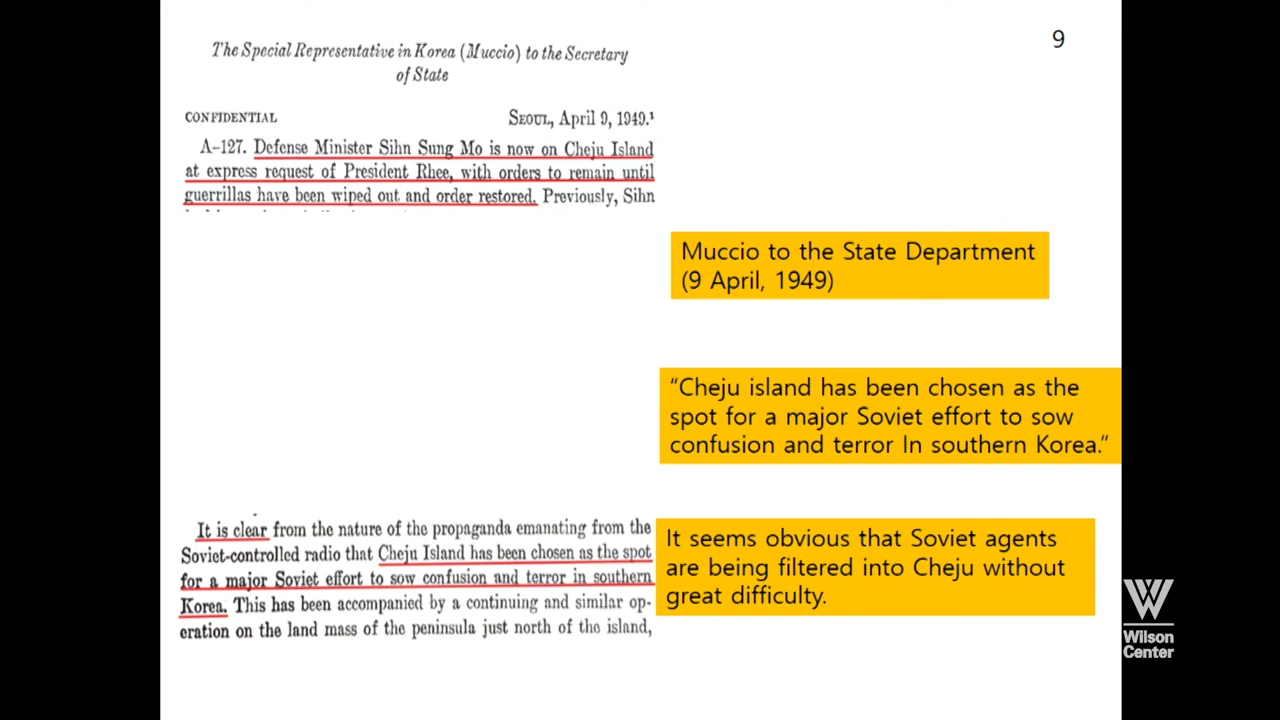 9
The Special Representative in Korea (Muccio) to the Secretary
of State
CONFIDENTIAL SEOUL, April 9, 1949.¹
A–127. Defense Minister Sihn Sung Mo is now on Cheju Island
at express request of President Rhee, with orders to remain until
guerrillas have been wiped out and order restored. Previously, Sihn
Muccio to the State Department
(9 April, 1949)
“Cheju island has been chosen as the
spot for a major Soviet effort to sow
confusion and terror In southern Korea.”
It is clear from the nature of the propaganda emanating from the
Soviet-controlled radio that Cheju Island has been chosen as the spot
for a major Soviet effort to sow confusion and terror in southern
Korea. This has been accompanied by a continuing and similar op-
eration on the land mass of the peninsula just north of the island,
It seems obvious that Soviet agents
are being filtered into Cheju without
great difficulty.
W
Wilson
Center